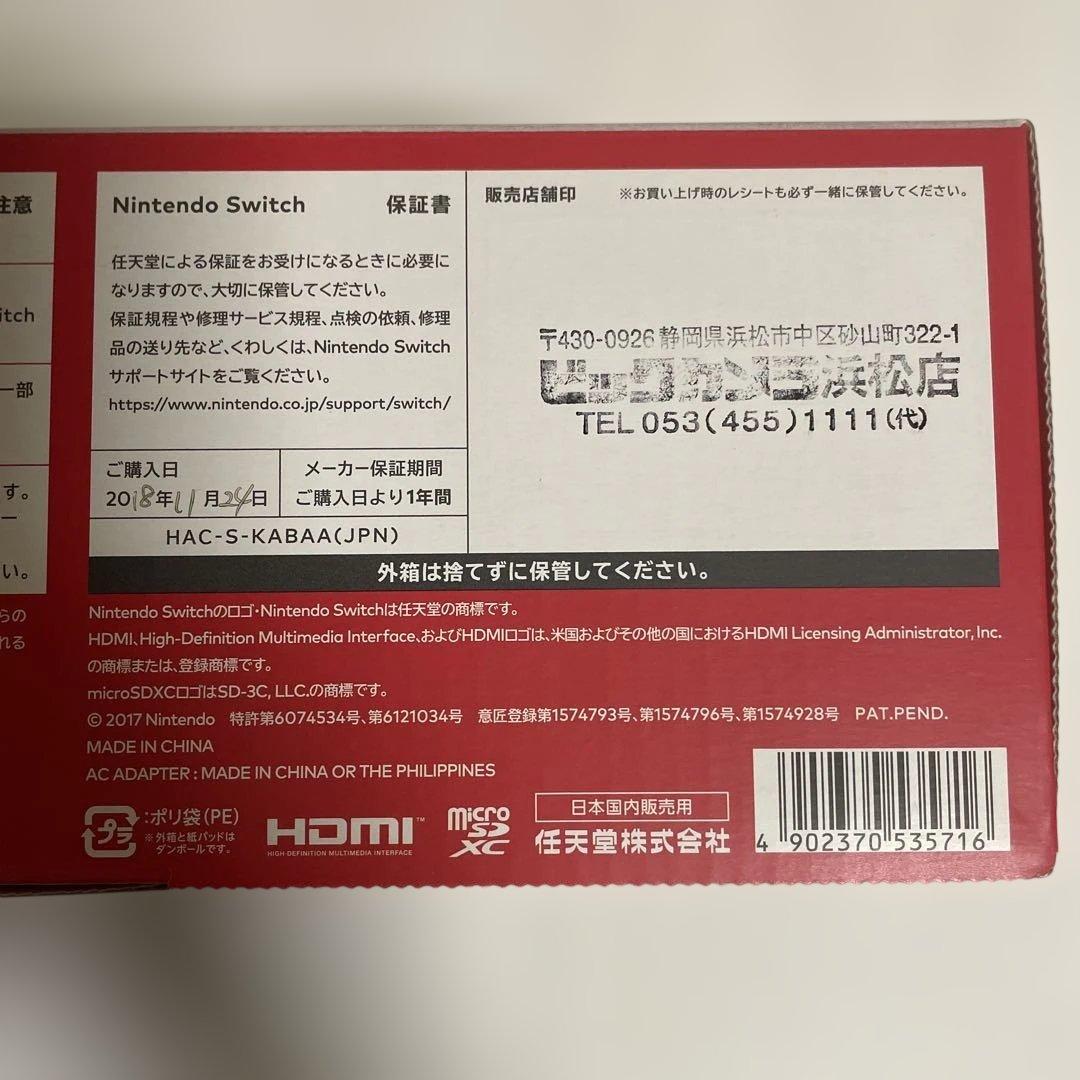 注意
itch
一部
す。
ー
い。
らの
れる
Nintendo Switch 保証書
任天堂による保証をお受けになるときに必要に
なりますので、大切に保管してください。
保証規程や修理サービス規程、点検の依頼、修理
品の送り先など、くわしくは、Nintendo Switch
サポートサイトをご覧ください。
https://www.nintendo.co.jp/support/switch/
ご購入日
2018年11月24日
メーカー保証期間
ご購入日より1年間
HAC-S-KABAA(JPN)
販売店舗印 ※お買い上げ時のレシートも必ず一緒に保管してください。
〒430-0926 静岡県浜松市中区砂山町322-1
ビックカメラ浜松店
TEL 053(455)1111(代)
外箱は捨てずに保管してください。
Nintendo Switchのロゴ・Nintendo Switchは任天堂の商標です。
HDMI、High-Definition Multimedia Interface、およびHDMIロゴは、米国およびその他の国におけるHDMI Licensing Administrator, Inc.
の商標または、登録商標です。
microSDXCロゴはSD-3C, LLC.の商標です。
© 2017 Nintendo 特許第6074534号、第6121034号 意匠登録第1574793号、第1574796号、第1574928号 PAT.PEND.
MADE IN CHINA
AC ADAPTER : MADE IN CHINA OR THE PHILIPPINES
プラ
:ポリ袋(PE)
※外箱と紙パッドは
ダンボールです。
HDMI™
HIGH-DEFINITION MULTIMEDIA INTERFACE
micro
SD
XC
日本国内販売用
任天堂株式会社
4 902370 535716